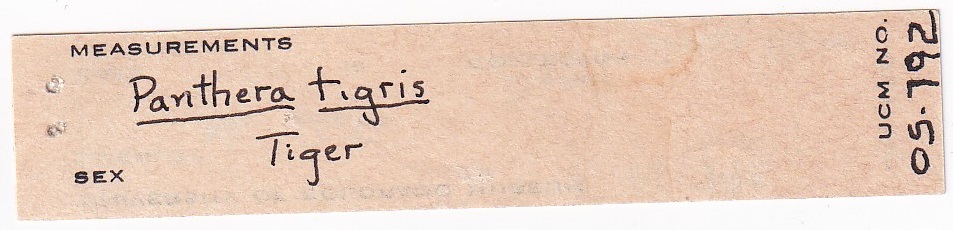 MEASUREMENTS
Panthera tigris
Tiger
SEX
UCM NO.
05.792